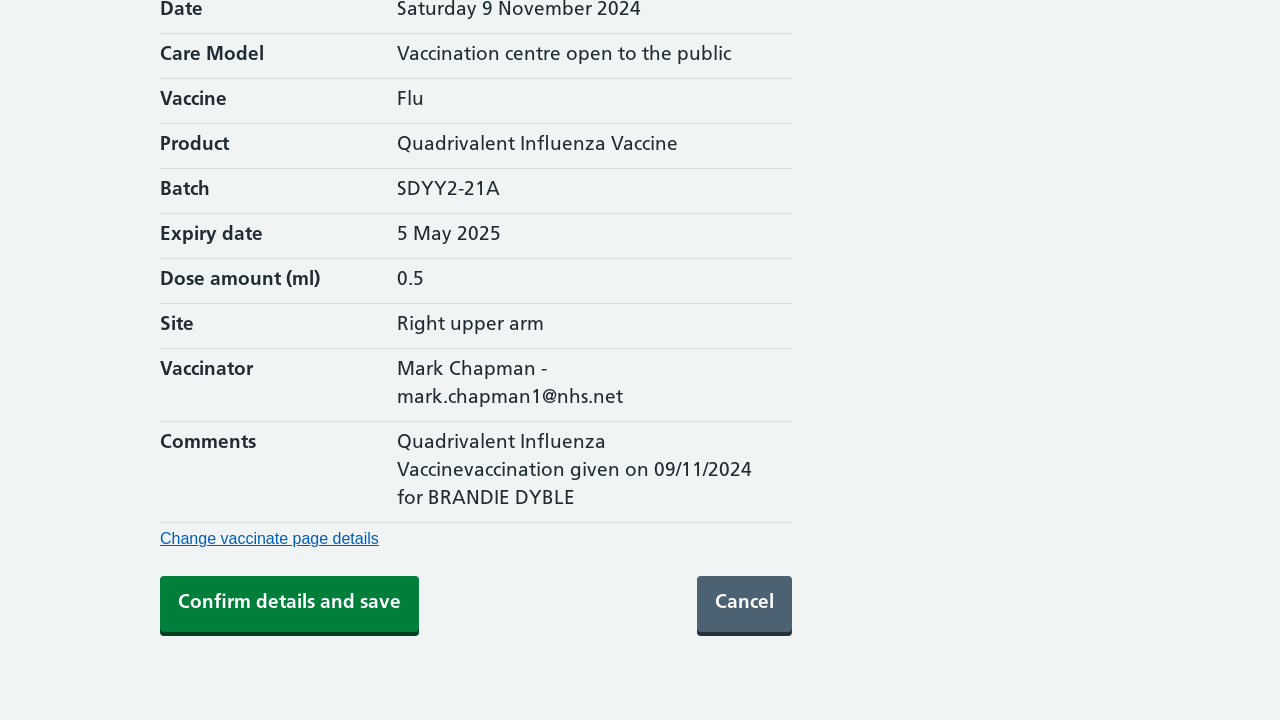 Date Saturday 9 November 2024
Care Model Vaccination centre open to the public
Vaccine Flu
Product Quadrivalent Influenza Vaccine
Batch SDYY2-21A
Expiry date 5 May 2025
Dose amount (ml) 0.5
Site Right upper arm
Vaccinator Mark Chapman -
mark.chapman1@nhs.net
Comments Quadrivalent Influenza
Vaccinevaccination given on 09/11/2024
for BRANDIE DYBLE
Change vaccinate page details
Confirm details and save Cancel